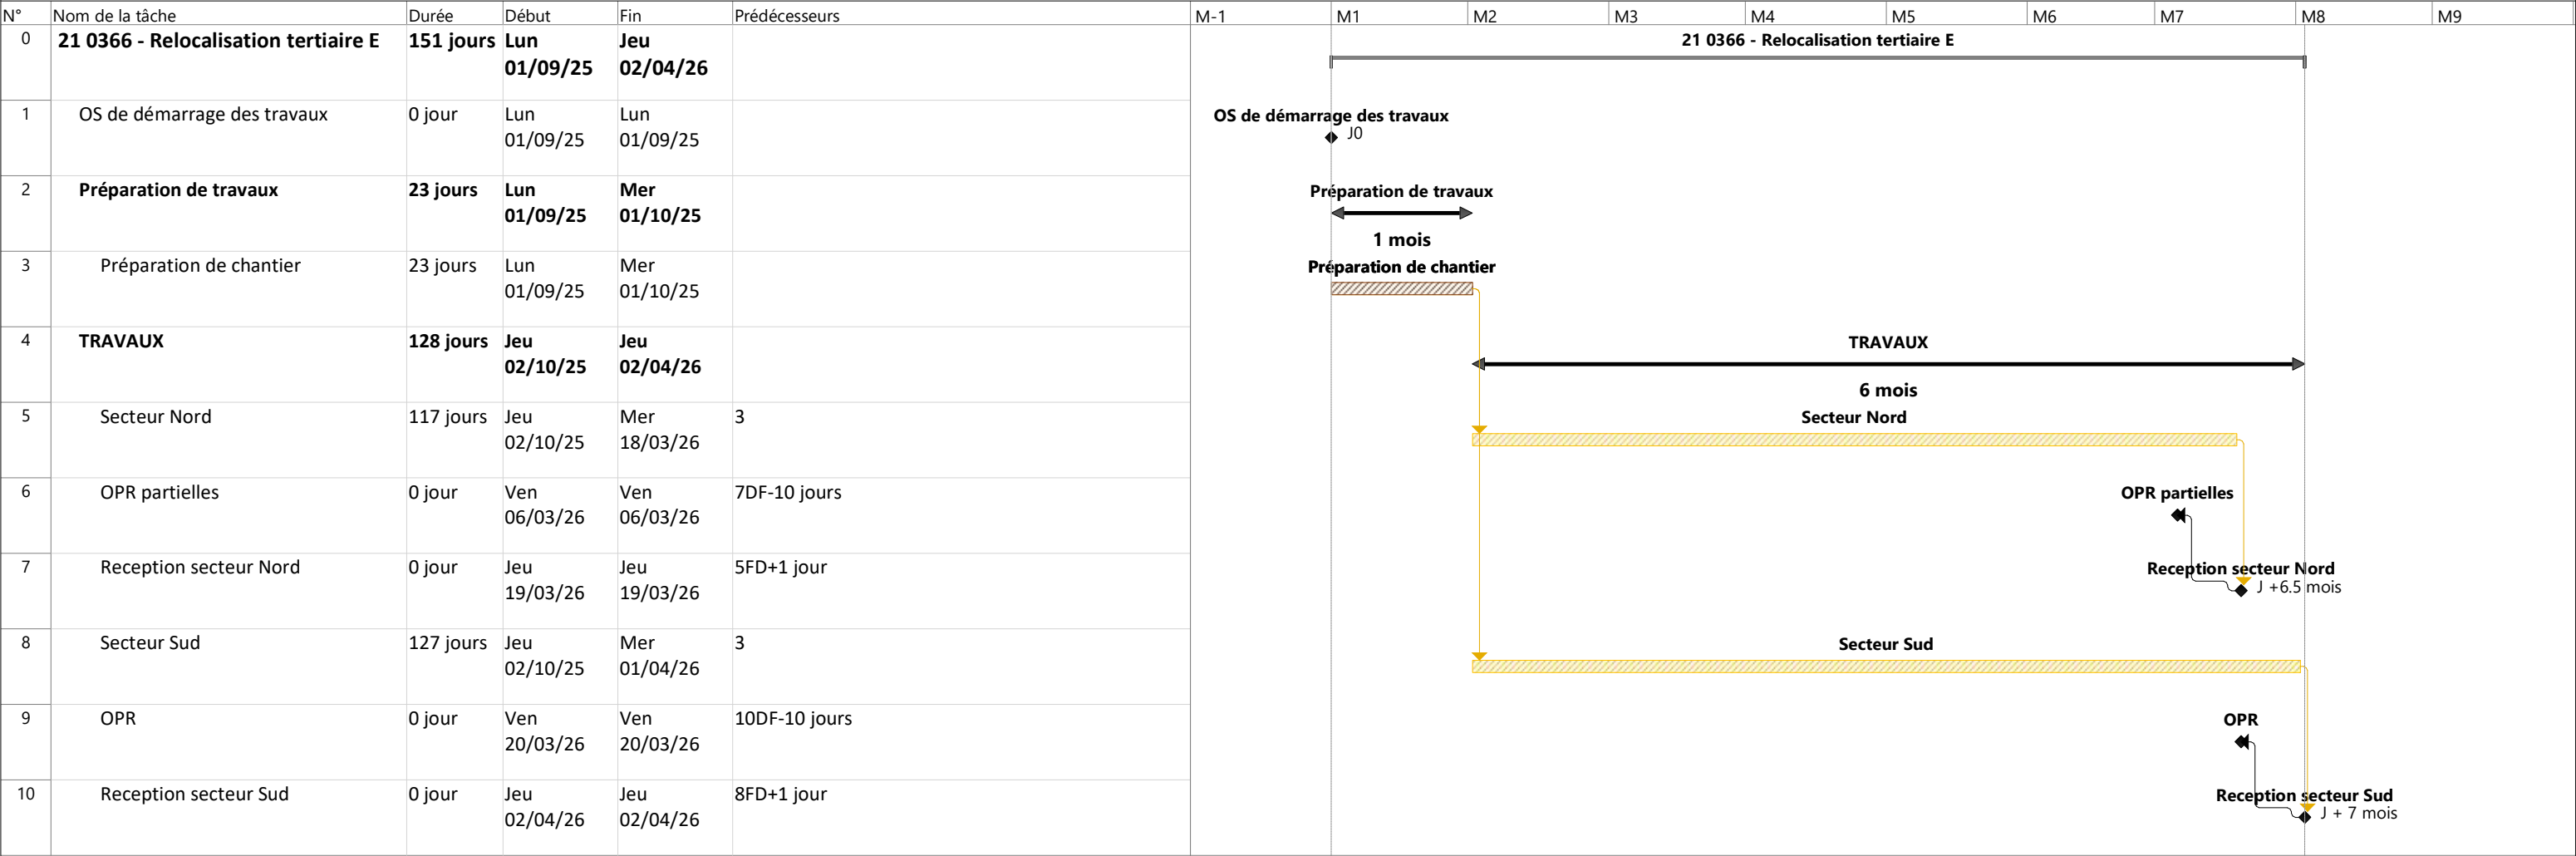 N° Nom de la tâche Durée Début Fin Prédécesseurs M-1 M1 M2 M3 M4 M5 M6 M7 M8 M9
0 21 0366 - Relocalisation tertiaire E 151 jours Lun Jeu 21 0366 - Relocalisation tertiaire E
01/09/25 02/04/26
1 OS de démarrage des travaux 0 jour Lun Lun OS de démarrage des travaux
01/09/25 01/09/25 J0
2 Préparation de travaux 23 jours Lun Mer Préparation de travaux
01/09/25 01/10/25
1 mois
3 Préparation de chantier 23 jours Lun Mer Préparation de chantier
01/09/25 01/10/25
4 TRAVAUX 128 jours Jeu Jeu TRAVAUX
02/10/25 02/04/26
6 mois
5 Secteur Nord 117 jours Jeu Mer 3 Secteur Nord
02/10/25 18/03/26
6 OPR partielles 0 jour Ven Ven 7DF-10 jours OPR partielles
06/03/26 06/03/26
7 Reception secteur Nord 0 jour Jeu Jeu 5FD+1 jour Reception secteur Nord
19/03/26 19/03/26 J +6.5 mois
8 Secteur Sud 127 jours Jeu Mer 3 Secteur Sud
02/10/25 01/04/26
9 OPR 0 jour Ven Ven 10DF-10 jours OPR
20/03/26 20/03/26
10 Reception secteur Sud 0 jour Jeu Jeu 8FD+1 jour Reception secteur Sud
02/04/26 02/04/26 J + 7 mois